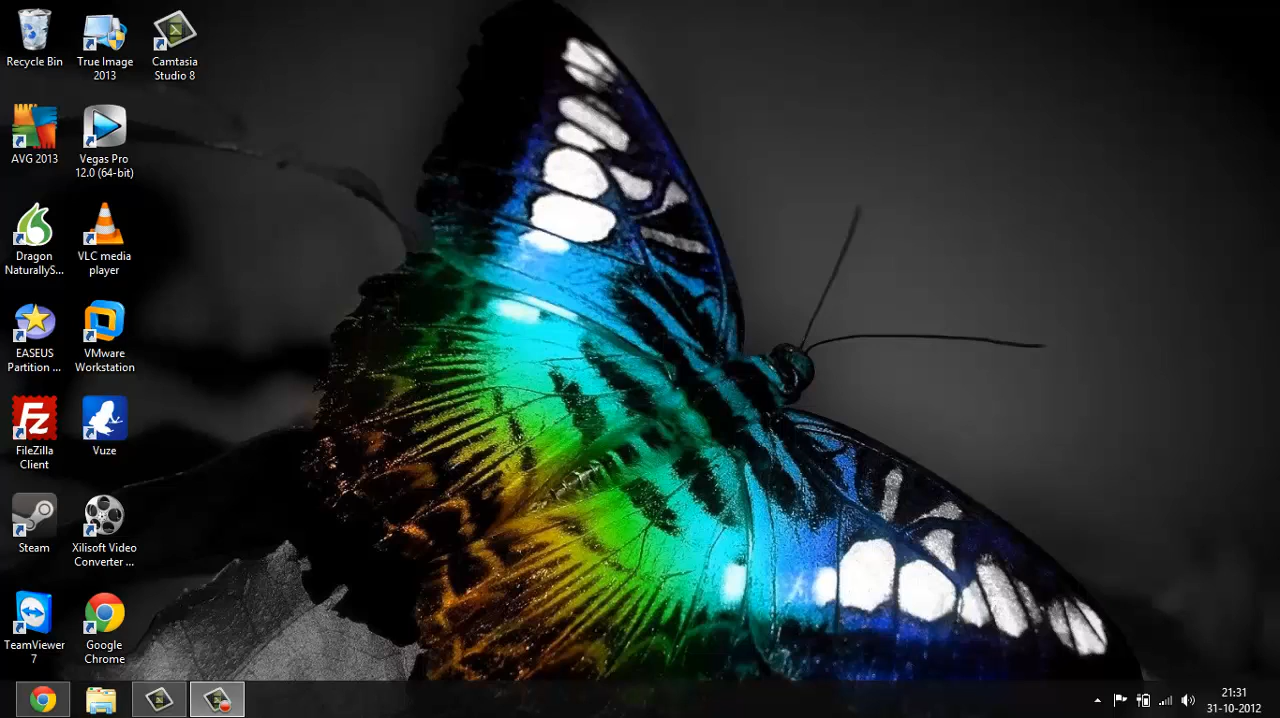 Recycle Bin
True Image
2013
Camtasia
Studio 8
AVG 2013
Vegas Pro
12.0 (64-bit)
Dragon
NaturallyS...
VLC media
player
EASEUS
Partition ...
VMware
Workstation
FileZilla
Client
Vuze
Steam
Xilisoft Video
Converter ...
TeamViewer
7
Google
Chrome
21:31
31-10-2012